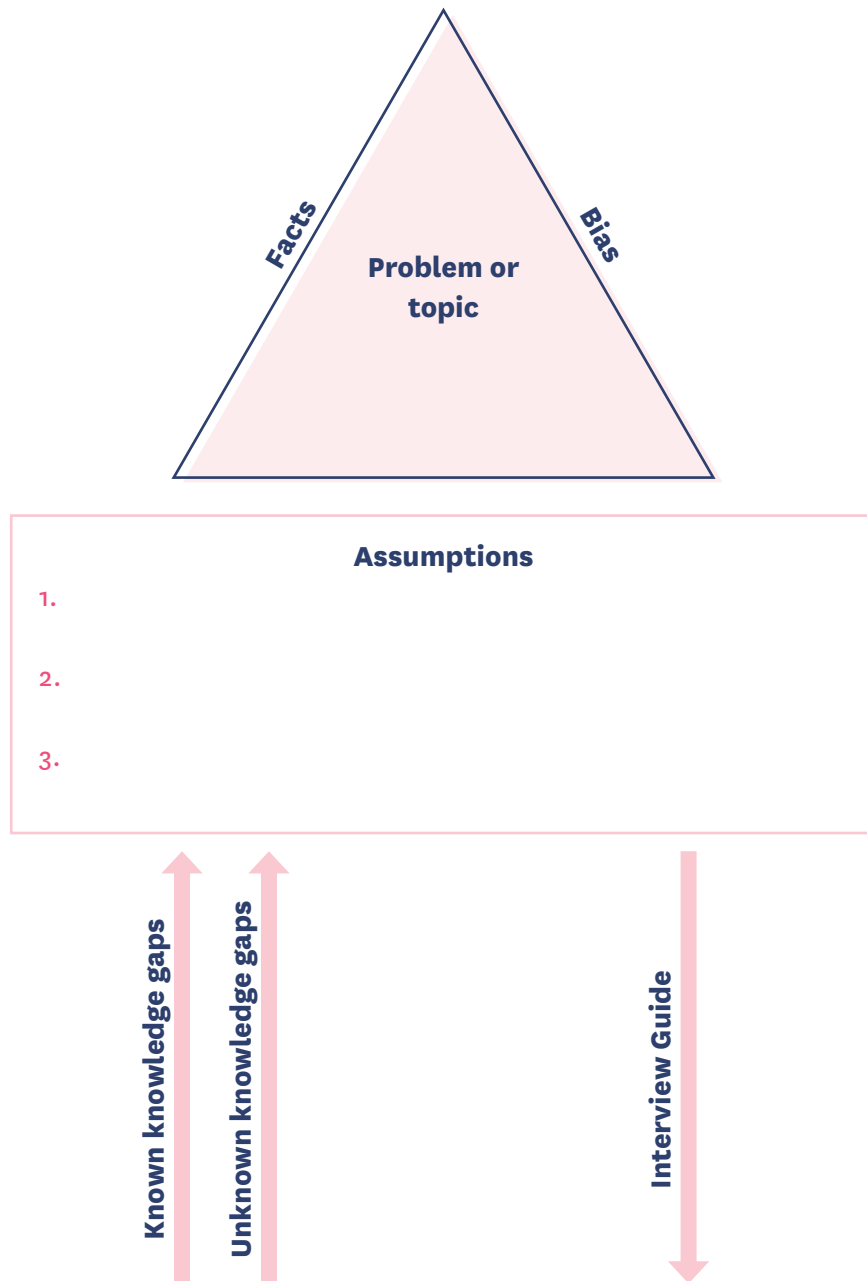 Facts
Bias
Problem or
topic
Assumptions
1.
2.
3.
Known knowledge gaps
Unknown knowledge gaps
Interview Guide